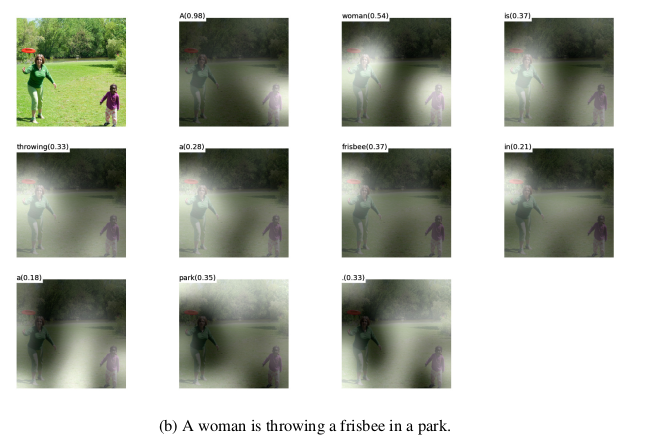 A(0.98)
woman(0.54)
is(0.37)
throwing(0.33)
a(0.28)
frisbee(0.37)
in(0.21)
a(0.18)
park(0.35)
.(0.33)
(b) A woman is throwing a frisbee in a park.